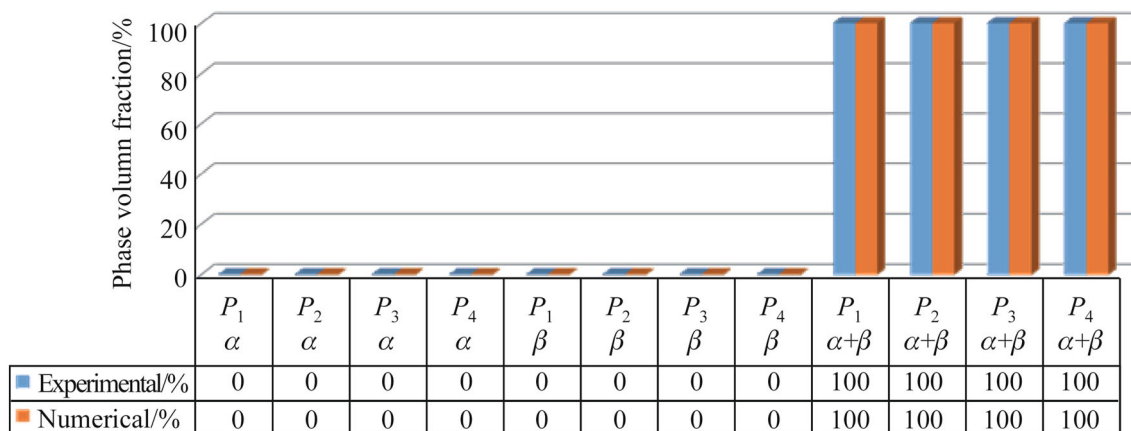 Phase volumn fraction/%
100
80
60
40
20
0
P1 P2 P3 P4 P1 P2 P3 P4 P1 P2 P3 P4
α α α α β β β β α+β α+β α+β α+β
Experimental/% 0 0 0 0 0 0 0 0 100 100 100 100
Numerical/% 0 0 0 0 0 0 0 0 100 100 100 100